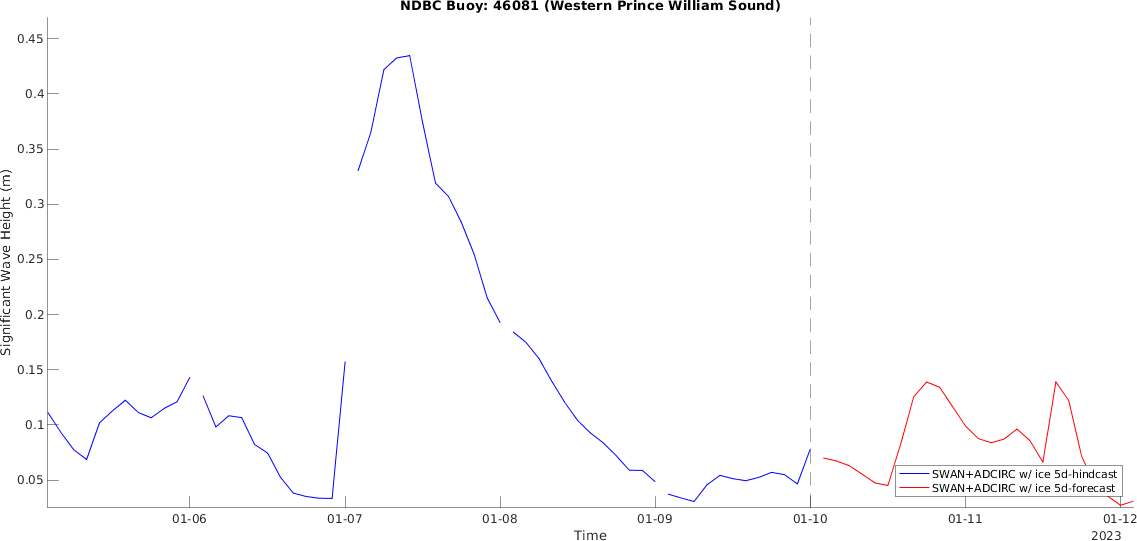 NDBC Buoy: 46081 (Western Prince William Sound)
Significant Wave Height (m)
0.45
0.4
0.35
0.3
0.25
0.2
0.15
0.1
0.05
SWAN+ADCIRC w/ ice 5d-hindcast
SWAN+ADCIRC w/ ice 5d-forecast
01-06 01-07 01-08 01-09 01-10 01-11 01-12
Time
2023